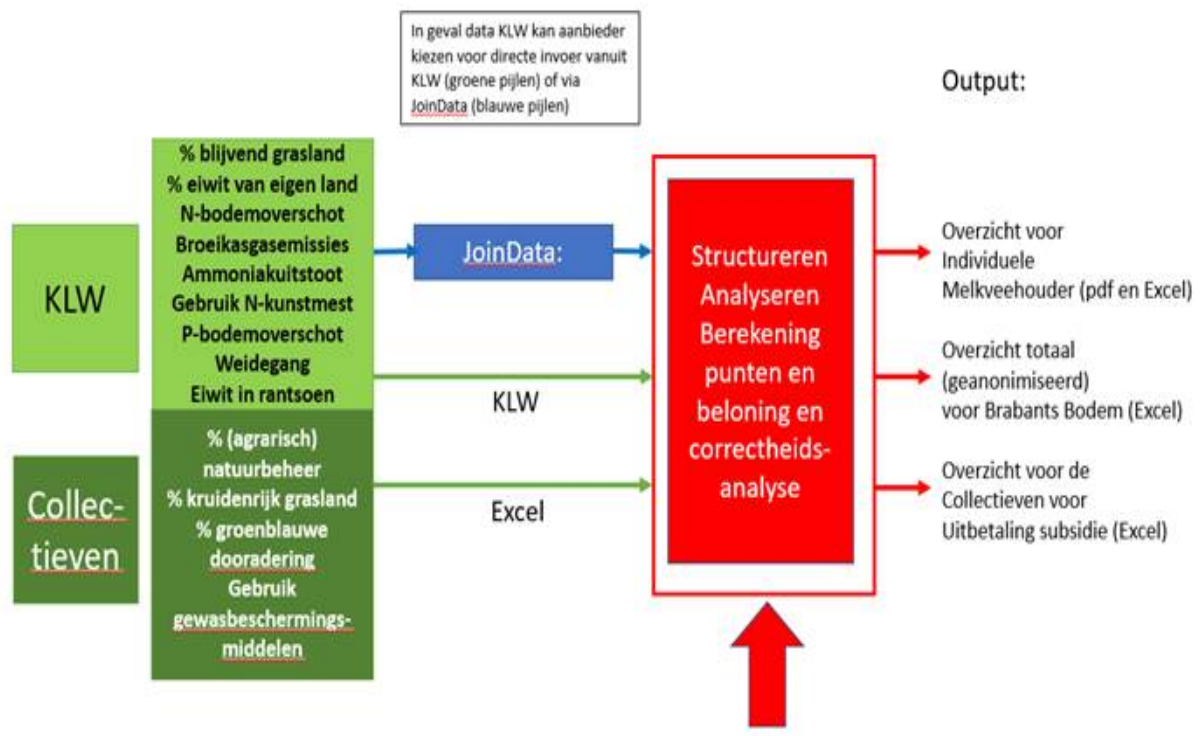 In geval data KLW kan aanbieder
kiezen voor directe invoer vanuit
KLW (groene pijlen) of via
JoinData (blauwe pijlen)
Output:
KLW
% blijvend grasland
% eiwit van eigen land
N-bodemoverschot
Broeikasgasemissies
Ammoniakuitstoot
Gebruik N-kunstmest
P-bodemoverschot
Weidegang
Eiwit in rantsoen
Collec-
tieven
% (agrarisch)
natuurbeheer
% kruidenrijk grasland
% groenblauwe
dooradering
Gebruik
gewasbeschermings-
middelen
JoinData:
KLW
Excel
Structureren
Analyseren
Berekening
punten en
beloning en
correctheids-
analyse
Overzicht voor
Individuele
Melkveehouder (pdf en Excel)
Overzicht totaal
(geanonimiseerd)
voor Brabants Bodem (Excel)
Overzicht voor de
Collectieven voor
Uitbetaling subsidie (Excel)